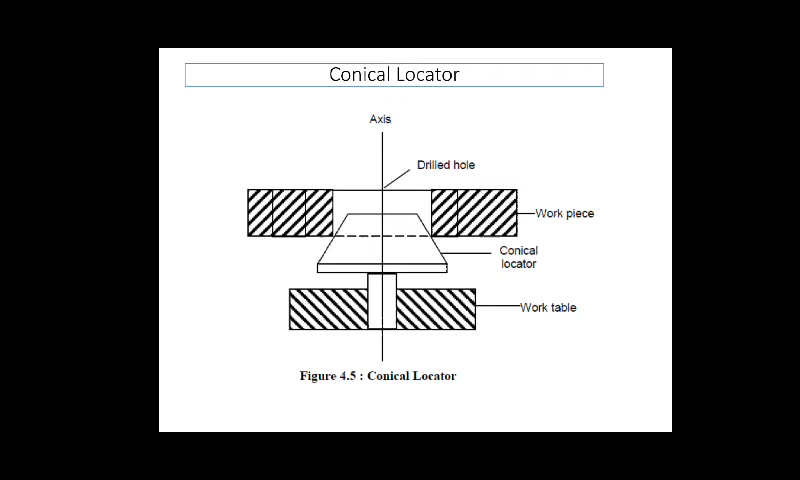 Conical Locator
Axis
Drilled hole
Work piece
Conical
locator
Work table
Figure 4.5 : Conical Locator